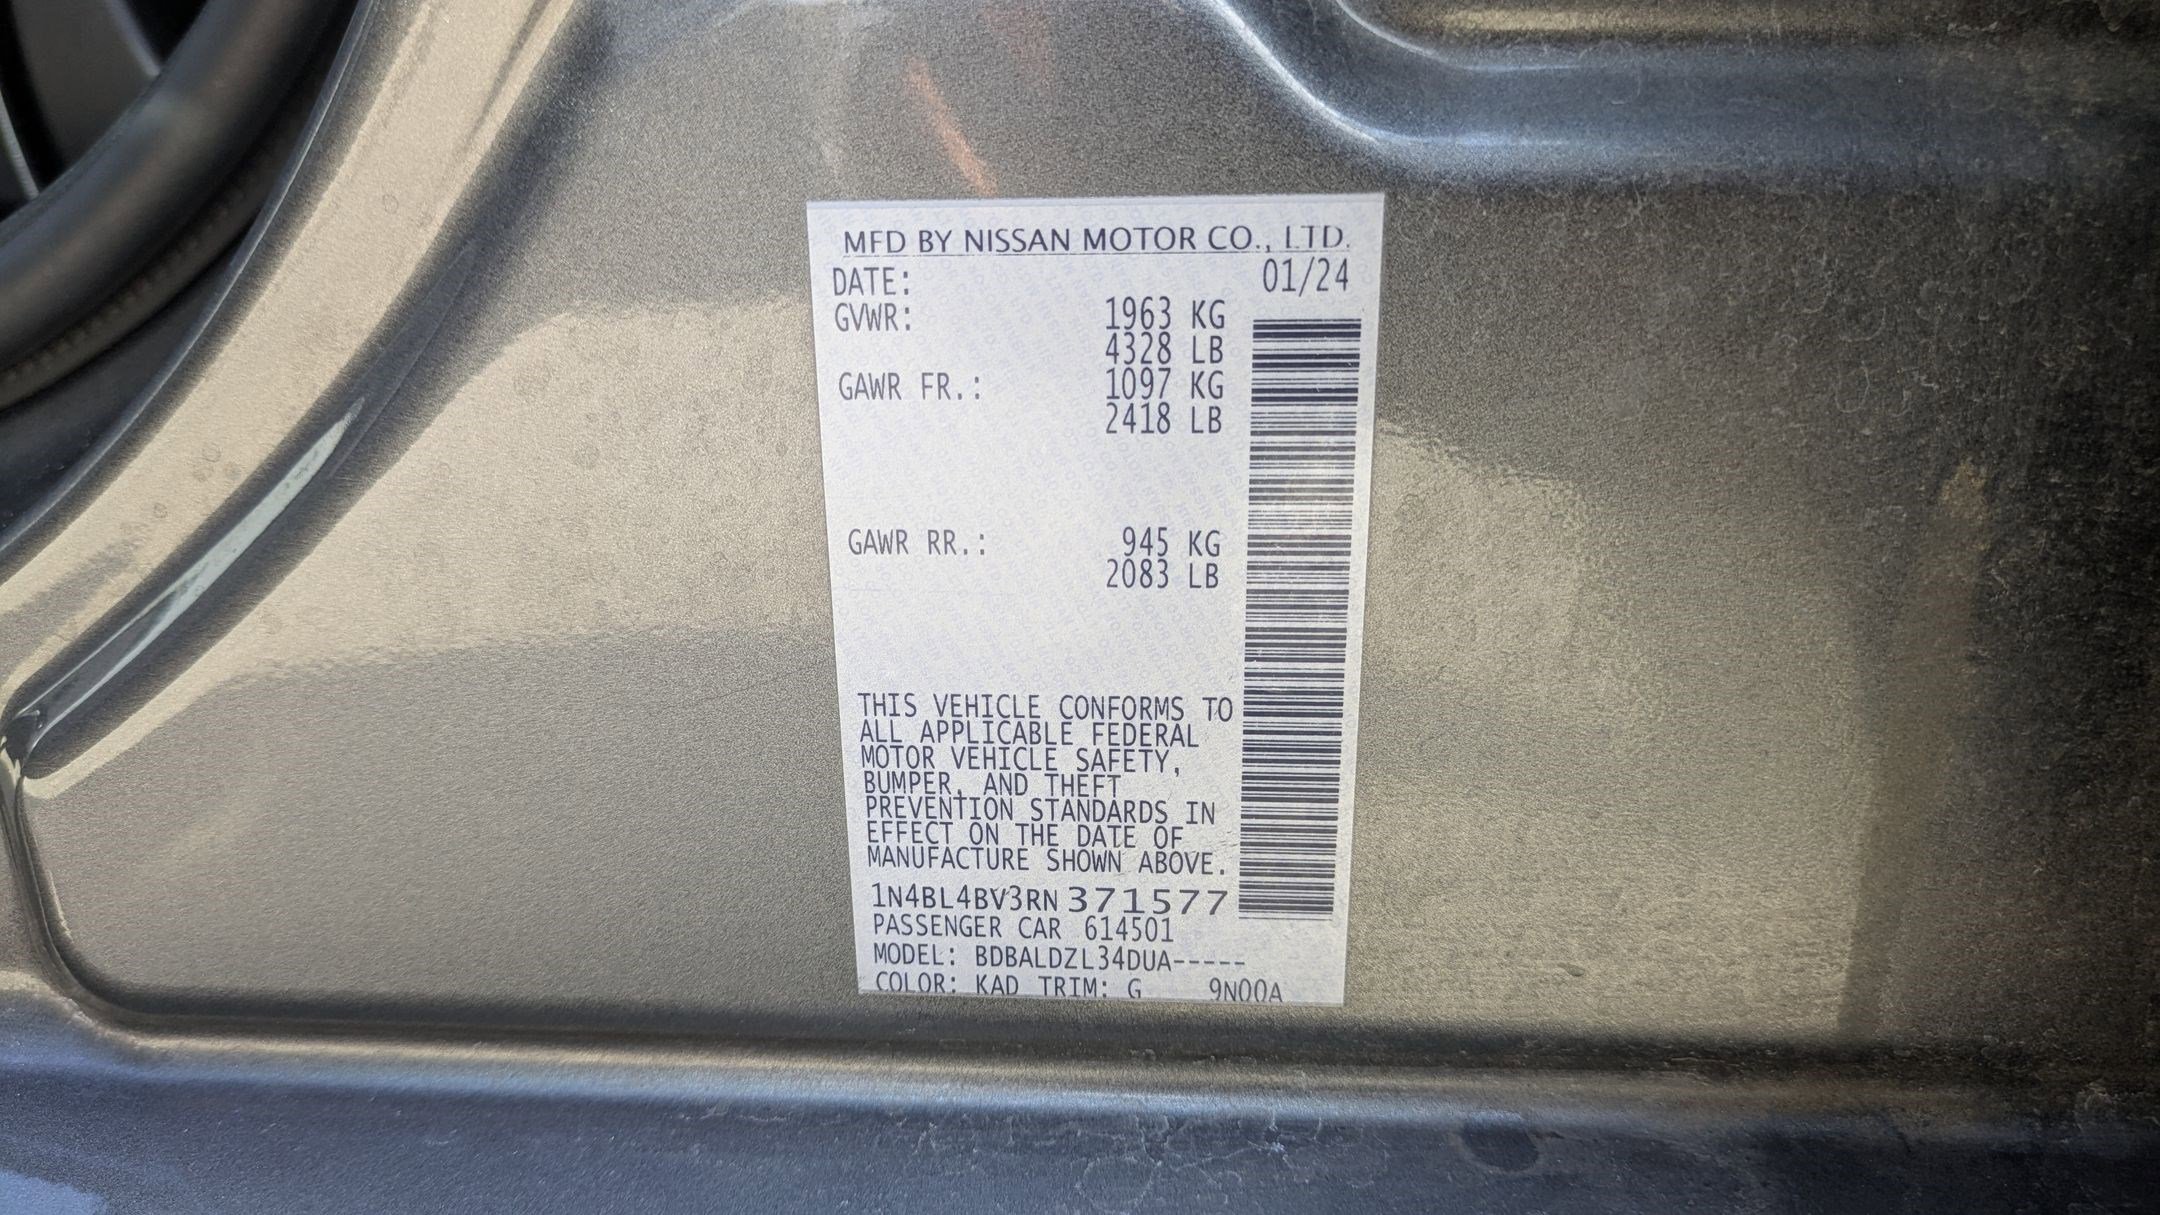 MFD BY NISSAN MOTOR CO., LTD.
DATE: 01/24
GVWR: 1963 KG
4328 LB
GAWR FR.: 1097 KG
2418 LB
GAWR RR.: 945 KG
2083 LB
THIS VEHICLE CONFORMS TO
ALL APPLICABLE FEDERAL
MOTOR VEHICLE SAFETY,
BUMPER, AND THEFT
PREVENTION STANDARDS IN
EFFECT ON THE DATE OF
MANUFACTURE SHOWN ABOVE.
1N4BL4BV3RN371577
PASSENGER CAR 614501
MODEL: BDBALDZL34DUA-----
COLOR: KAD TRIM: G 9N00A